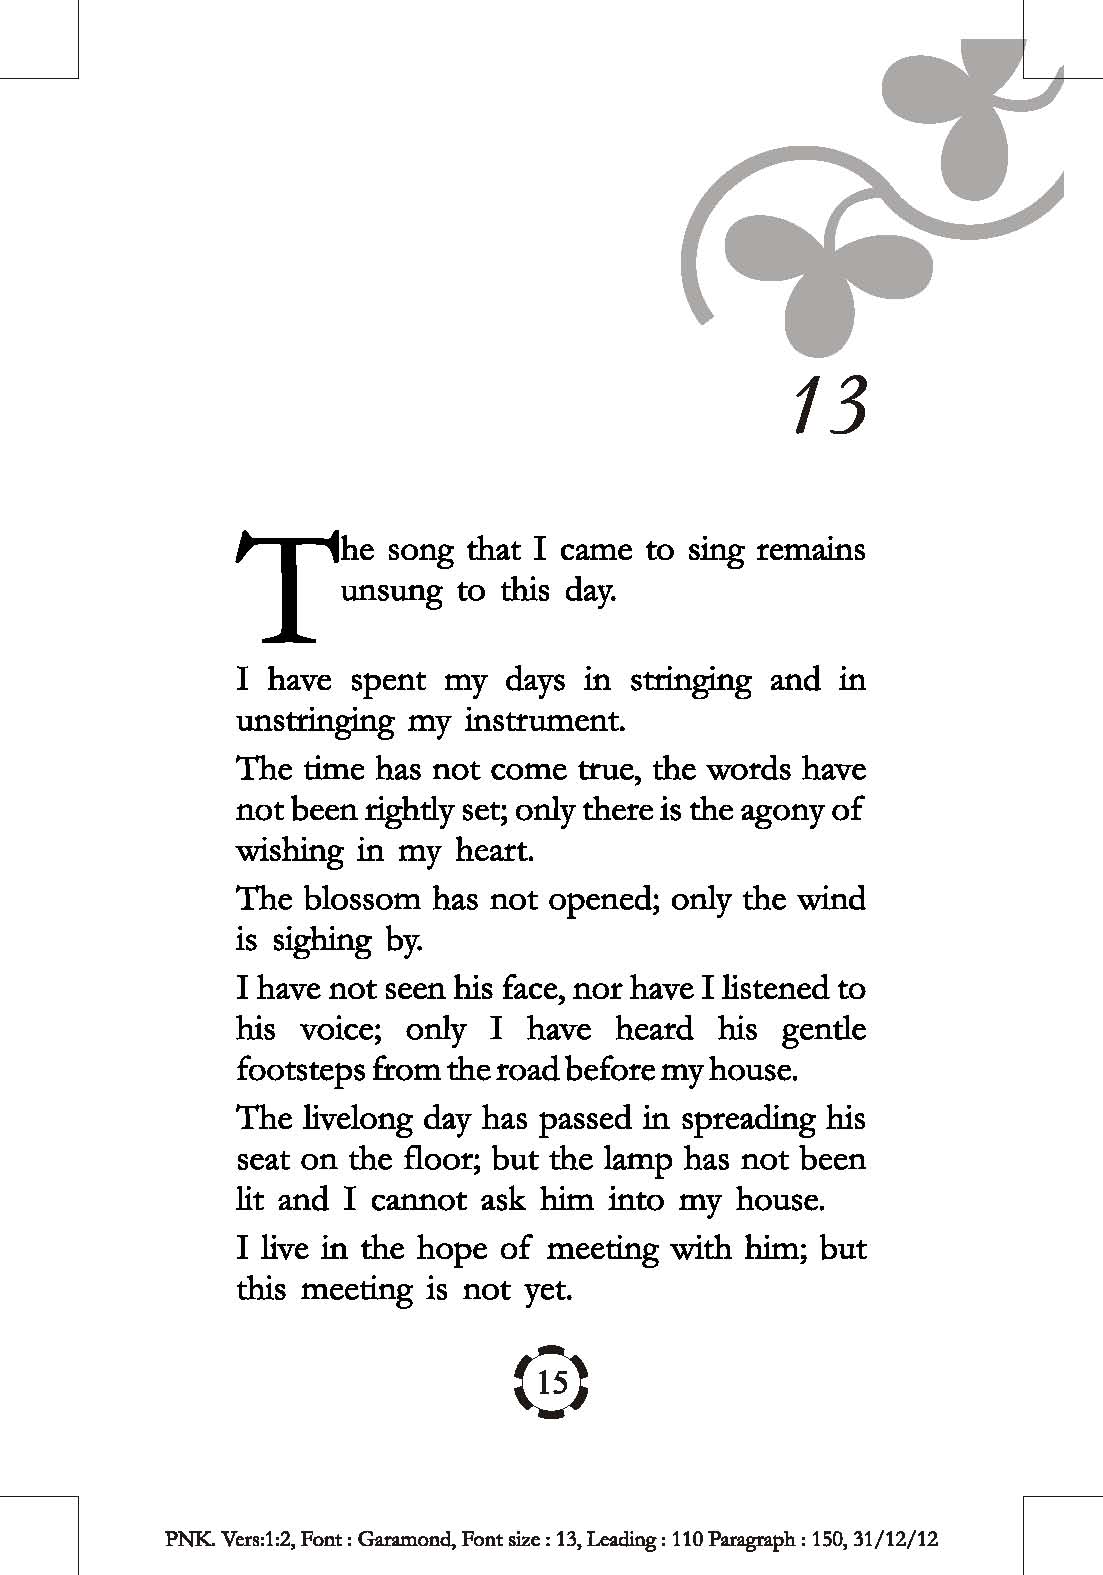 13
The song that I came to sing remains
unsung to this day.
I have spent my days in stringing and in
unstringing my instrument.
The time has not come true, the words have
not been rightly set; only there is the agony of
wishing in my heart.
The blossom has not opened; only the wind
is sighing by.
I have not seen his face, nor have I listened to
his voice; only I have heard his gentle
footsteps from the road before my house.
The livelong day has passed in spreading his
seat on the floor; but the lamp has not been
lit and I cannot ask him into my house.
I live in the hope of meeting with him; but
this meeting is not yet.
15
PNK. Vers:1:2, Font : Garamond, Font size : 13, Leading : 110 Paragraph : 150, 31/12/12